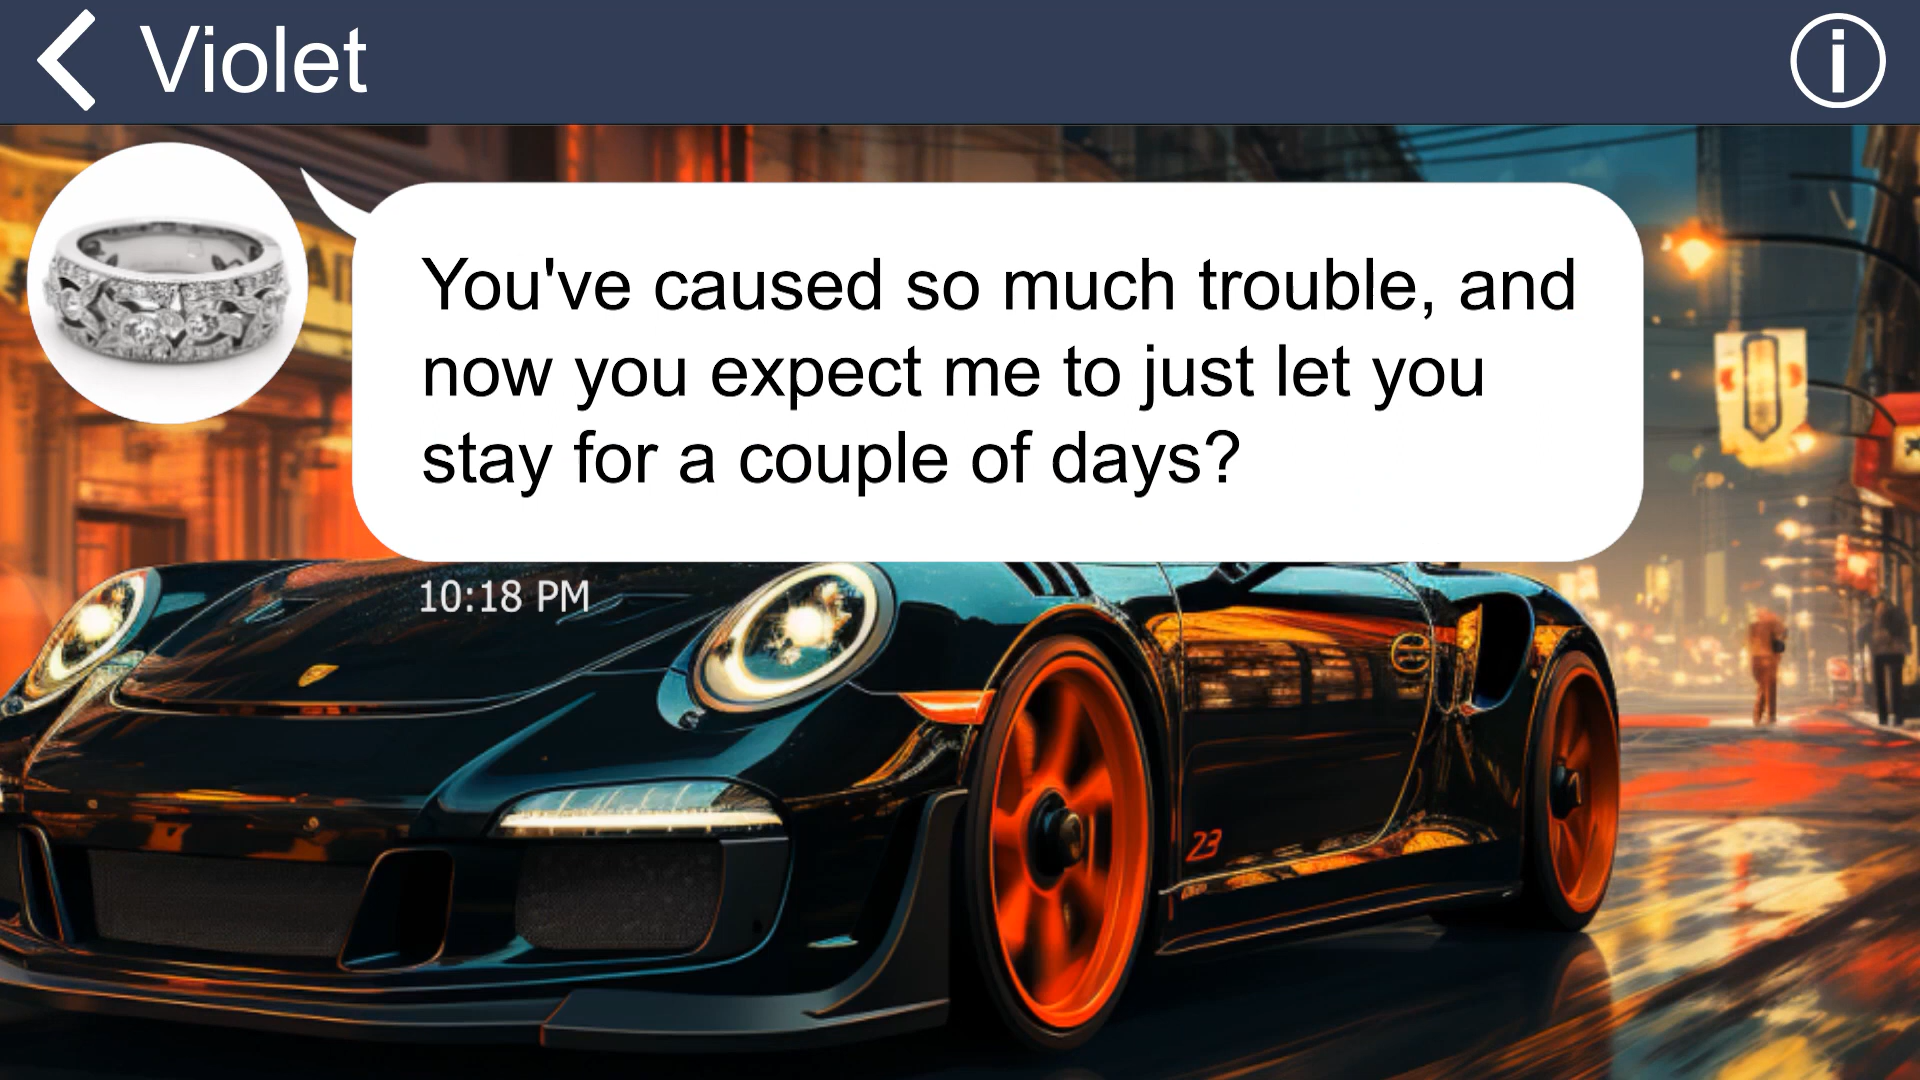 Violet
You've caused so much trouble, and
now you expect me to just let you
stay for a couple of days?
10:18 PM
23